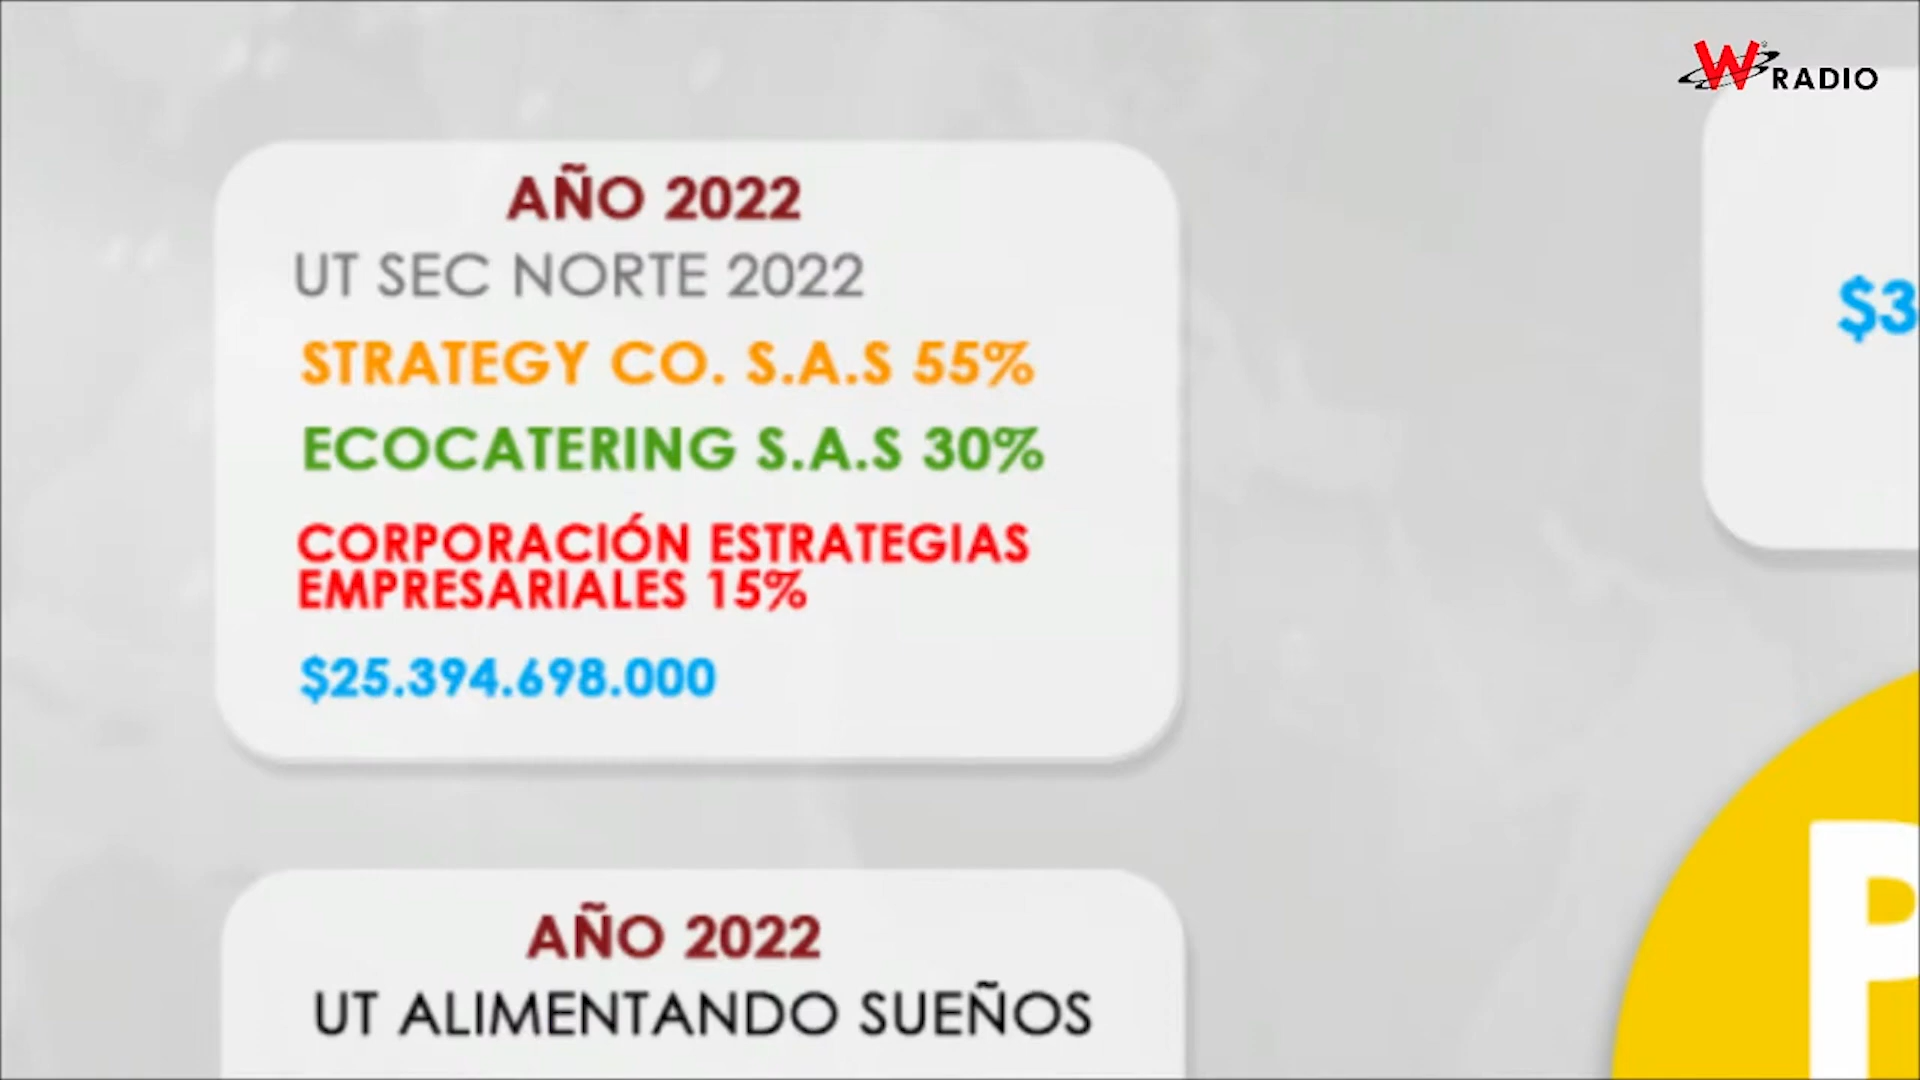 W RADIO
AÑO 2022
UT SEC NORTE 2022
STRATEGY CO. S.A.S 55%
ECOCATERING S.A.S 30%
CORPORACIÓN ESTRATEGIAS
EMPRESARIALES 15%
$25.394.698.000
$3
AÑO 2022
UT ALIMENTANDO SUEÑOS
P